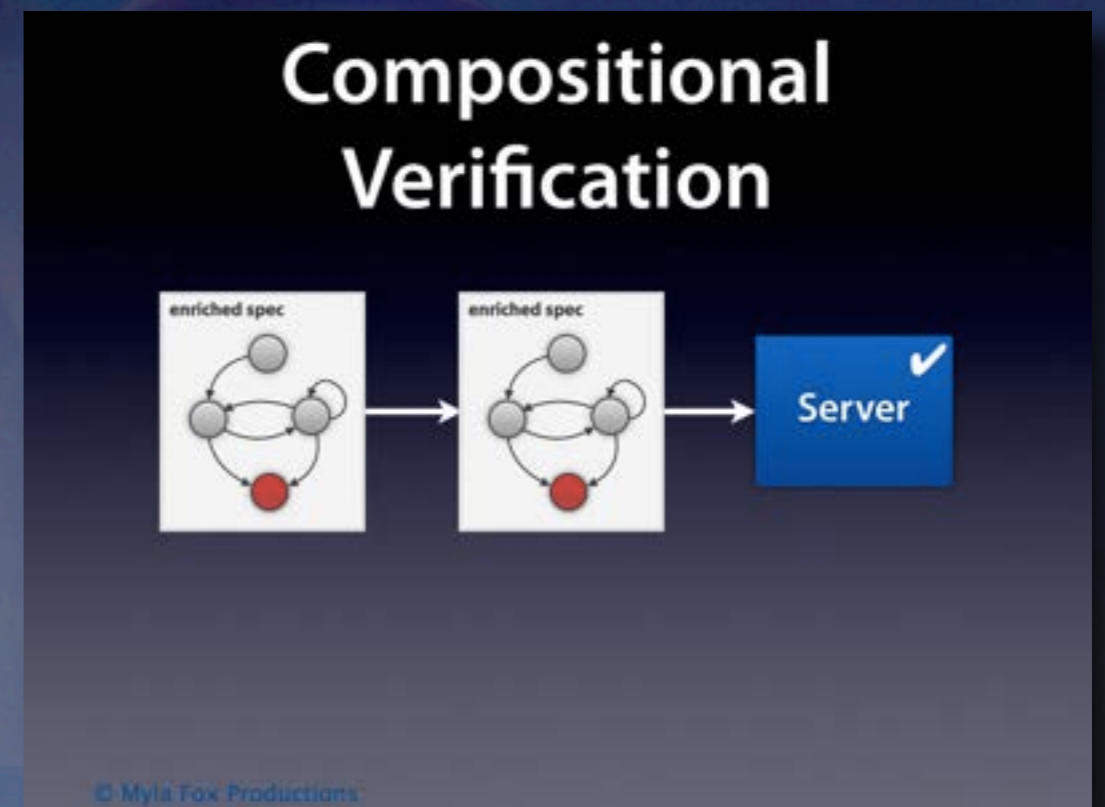 Compositional
Verification
enriched spec
enriched spec
Server
© Myla Fox Productions